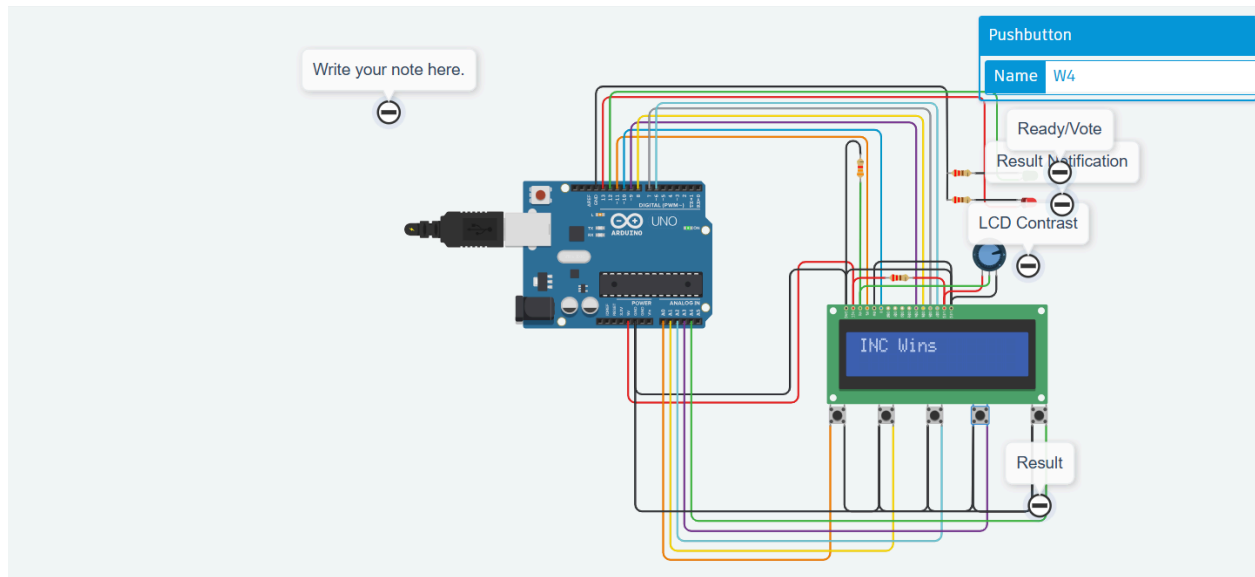 Pushbutton
Name W4
Write your note here.
Ready/Vote
Result Notification
LCD Contrast
DIGITAL (PWM~)
UNO
ARDUINO
ON
POWER
ANALOG IN
INC Wins
Result